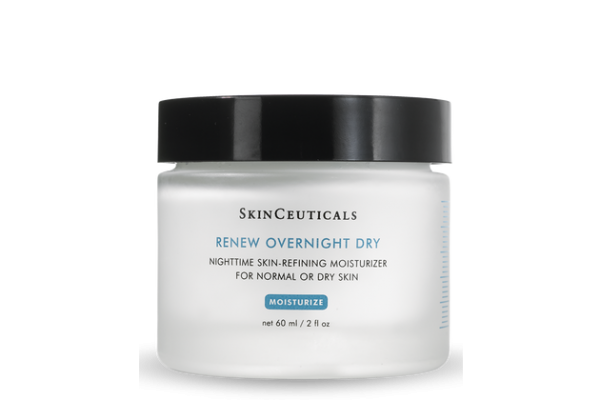 SKINCEUTICALS
RENEW OVERNIGHT DRY
NIGHTTIME SKIN-REFINING MOISTURIZER
FOR NORMAL OR DRY SKIN
MOISTURIZE
net 60 ml / 2 fl oz